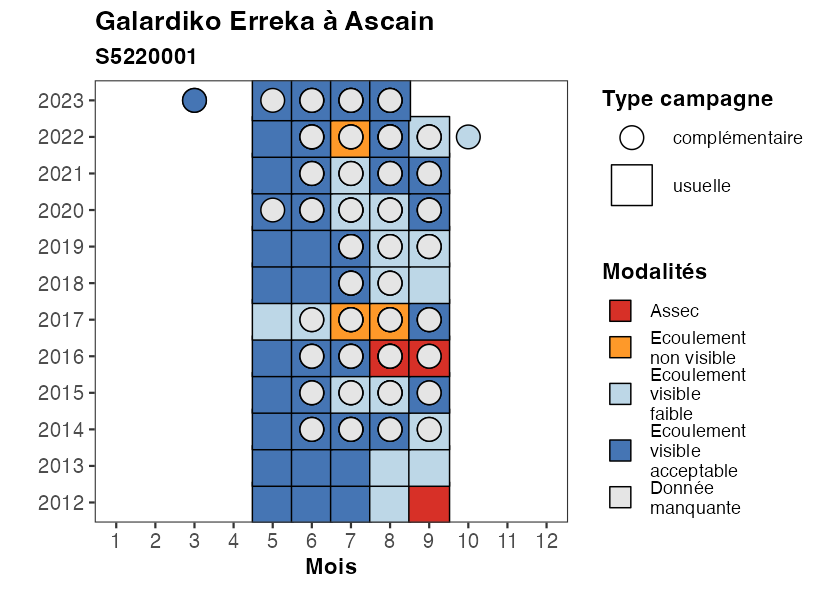 Galardiko Erreka à Ascain
S5220001
2023
2022
2021
2020
2019
2018
2017
2016
2015
2014
2013
2012
1 2 3 4 5 6 7 8 9 10 11 12
Mois
Type campagne
complémentaire
usuelle
Modalités
Assec
Ecoulement
non visible
Ecoulement
visible
faible
Ecoulement
visible
acceptable
Donnée
manquante